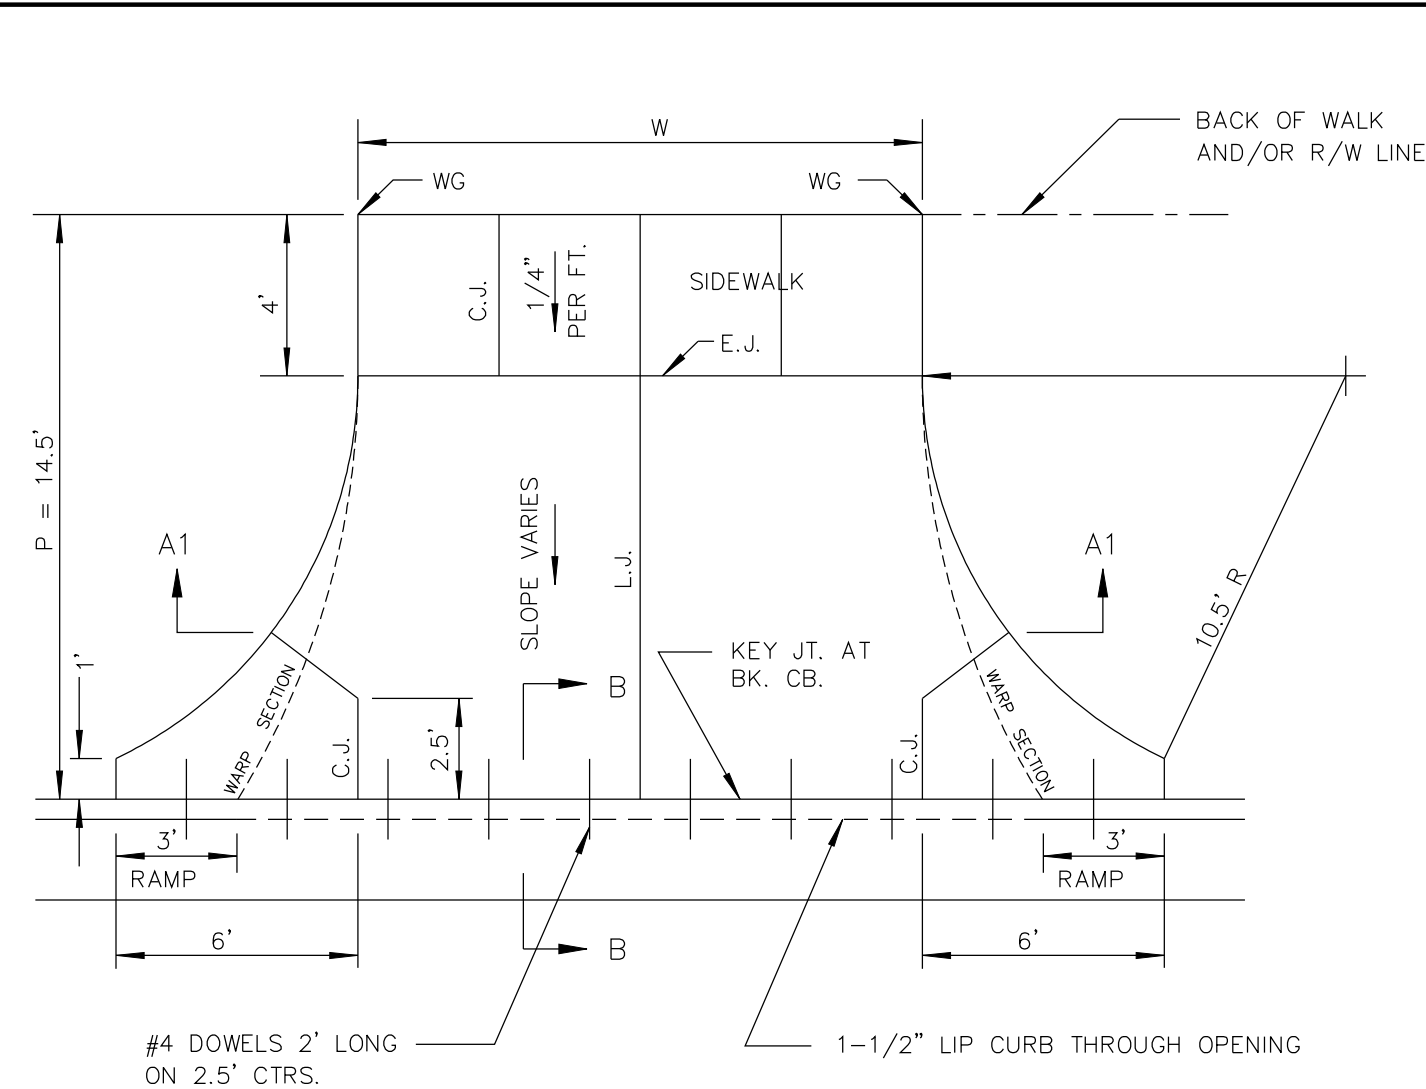 W
BACK OF WALK
AND/OR R/W LINE
WG
WG
4'
C.J.
1/4"
PER FT.
SIDEWALK
E.J.
P = 14.5'
A1
SLOPE VARIES
L.J.
A1
10.5' R
1'
WARP SECTION
C.J.
2.5'
B
KEY JT. AT
BK. CB.
C.J.
WARP SECTION
3'
RAMP
3'
RAMP
6'
B
6'
#4 DOWELS 2' LONG
ON 2.5' CTRS.
1-1/2" LIP CURB THROUGH OPENING